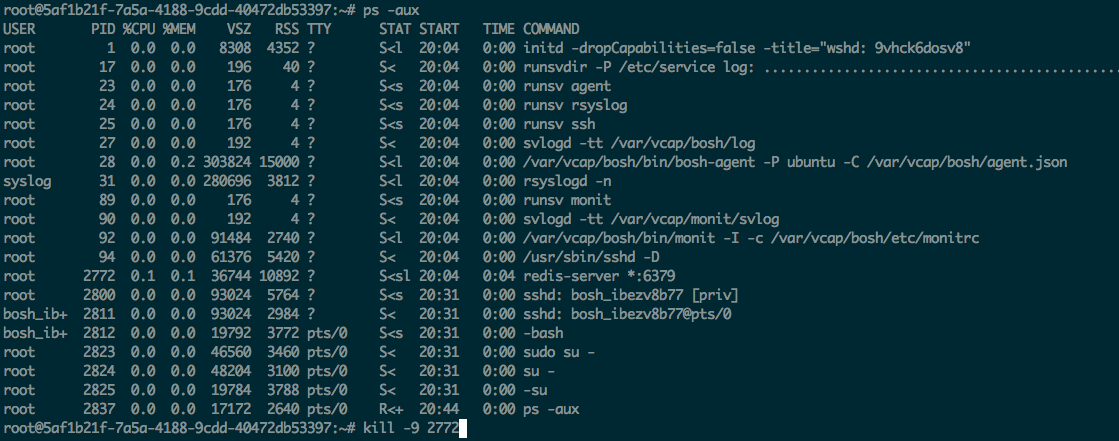 root@5af1b21f-7a5a-4188-9cdd-40472db53397:~# ps -aux
USER       PID %CPU %MEM    VSZ   RSS TTY      STAT START   TIME COMMAND
root         1  0.0  0.0   8308  4352 ?        S<l  20:04   0:00 initd -dropCapabilities=false -title="wshd: 9vhck6dosv8"
root        17  0.0  0.0    196    40 ?        S<   20:04   0:00 runsvdir -P /etc/service log: ............................................
root        23  0.0  0.0    176     4 ?        S<s  20:04   0:00 runsv agent
root        24  0.0  0.0    176     4 ?        S<s  20:04   0:00 runsv rsyslog
root        25  0.0  0.0    176     4 ?        S<s  20:04   0:00 runsv ssh
root        27  0.0  0.0    192     4 ?        S<   20:04   0:00 svlogd -tt /var/vcap/bosh/log
root        28  0.0  0.2 303824 15000 ?        S<l  20:04   0:00 /var/vcap/bosh/bin/bosh-agent -P ubuntu -C /var/vcap/bosh/agent.json
syslog      31  0.0  0.0 280696  3812 ?        S<l  20:04   0:00 rsyslogd -n
root        89  0.0  0.0    176     4 ?        S<s  20:04   0:00 runsv monit
root        90  0.0  0.0    192     4 ?        S<   20:04   0:00 svlogd -tt /var/vcap/monit/svlog
root        92  0.0  0.0  91484  2740 ?        S<l  20:04   0:00 /var/vcap/bosh/bin/monit -I -c /var/vcap/bosh/etc/monitrc
root        94  0.0  0.0  61376  5420 ?        S<   20:04   0:00 /usr/sbin/sshd -D
root      2772  0.1  0.1  36744 10892 ?        S<sl 20:04   0:04 redis-server *:6379
root      2800  0.0  0.0  93024  5764 ?        S<s  20:31   0:00 sshd: bosh_ibezv8b77 [priv]
bosh_ib+  2811  0.0  0.0  93024  2984 ?        S<   20:31   0:00 sshd: bosh_ibezv8b77@pts/0
bosh_ib+  2812  0.0  0.0  19792  3772 pts/0    S<s  20:31   0:00 -bash
root      2823  0.0  0.0  46560  3460 pts/0    S<   20:31   0:00 sudo su -
root      2824  0.0  0.0  48204  3100 pts/0    S<   20:31   0:00 su -
root      2825  0.0  0.0  19784  3788 pts/0    S<   20:31   0:00 -su
root      2837  0.0  0.0  17172  2640 pts/0    R<+  20:44   0:00 ps -aux
root@5af1b21f-7a5a-4188-9cdd-40472db53397:~# kill -9 2772